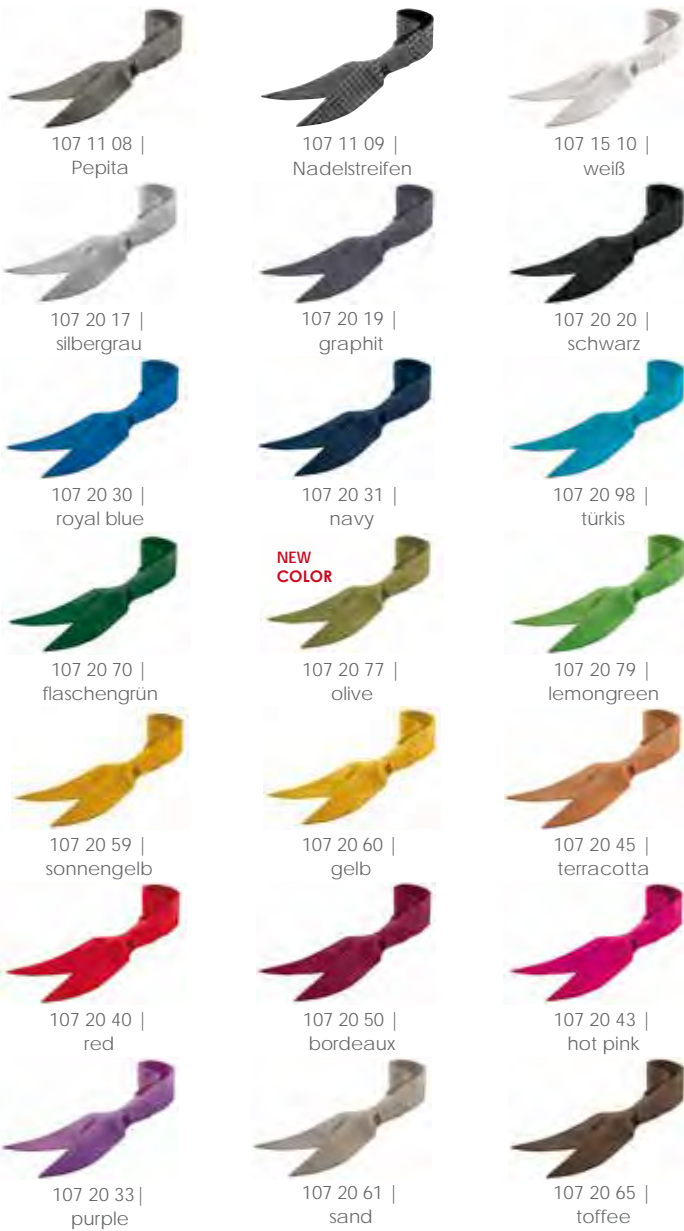 107 11 08 |
Pepita
107 11 09 |
Nadelstreifen
107 15 10 |
weiß
107 20 17 |
silbergrau
107 20 19 |
graphit
107 20 20 |
schwarz
107 20 30 |
royal blue
107 20 31 |
navy
107 20 98 |
türkis
107 20 70 |
flaschengrün
NEW
COLOR
107 20 77 |
olive
107 20 79 |
lemongreen
107 20 59 |
sonnengelb
107 20 60 |
gelb
107 20 45 |
terracotta
107 20 40 |
red
107 20 50 |
bordeaux
107 20 43 |
hot pink
107 20 33 |
purple
107 20 61 |
sand
107 20 65 |
toffee